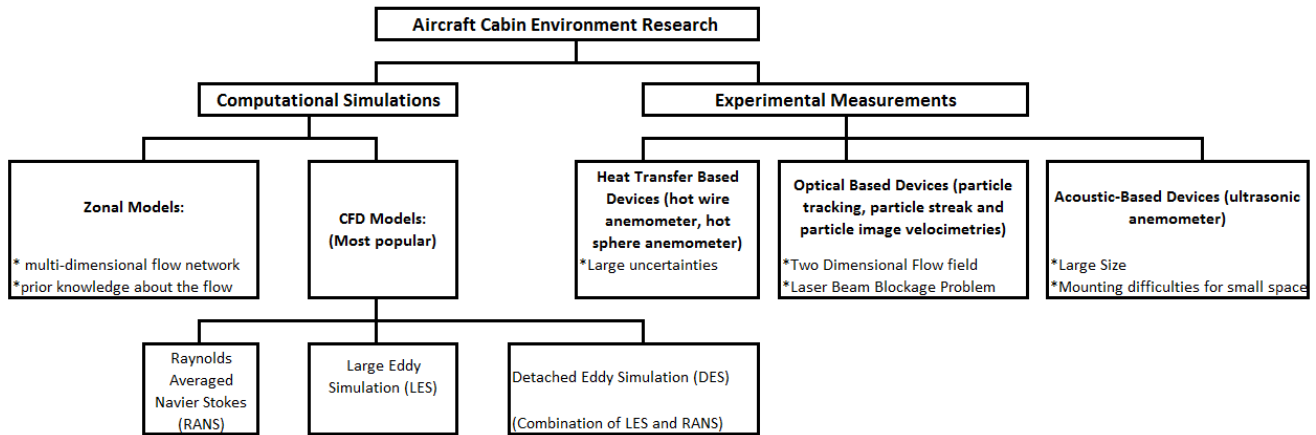 Aircraft Cabin Environment Research
Computational Simulations
Experimental Measurements
Zonal Models:
* multi-dimensional flow network
*prior knowledge about the flow
CFD Models:
(Most popular)
Heat Transfer Based
Devices (hot wire
anemometer, hot
sphere anemometer)
*Large uncertainties
Optical Based Devices (particle
tracking, particle streak and
particle image velocimetries)
*Two Dimensional Flow field
*Laser Beam Blockage Problem
Acoustic-Based Devices (ultrasonic
anemometer)
*Large Size
*Mounting difficulties for small space
Raynolds
Averaged
Navier Stokes
(RANS)
Large Eddy
Simulation (LES)
Detached Eddy Simulation (DES)
(Combination of LES and RANS)